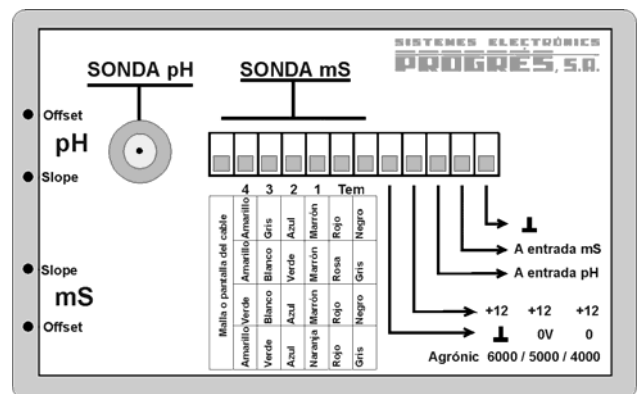 SISTEMES ELECTRÒNICS
PROGRÉS, S.A.
SONDA pH
SONDA mS
Offset
pH
Slope
Slope
mS
Offset
4 3 2 1 Tem
Malla o pantalla del cable
Amarillo Gris Azul Marrón Rojo Negro
Amarillo Blanco Verde Marrón Rosa Gris
Amarillo/Verde Blanco Azul Marrón Rojo Negro
Amarillo Verde Azul Naranja Rojo Gris
A entrada mS
A entrada pH
+12 +12 +12
0V 0
Agrónic 6000 / 5000 / 4000